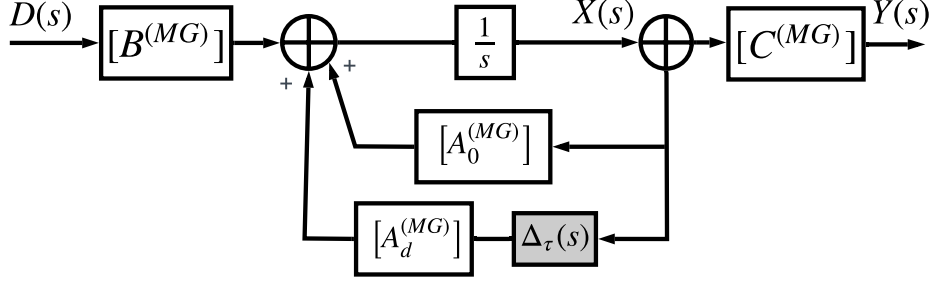 D(s) [B^(MG)] 1/s X(s) [C^(MG)] Y(s)
+ +
[A_0^(MG)]
[A_d^(MG)] Δ_τ(s)